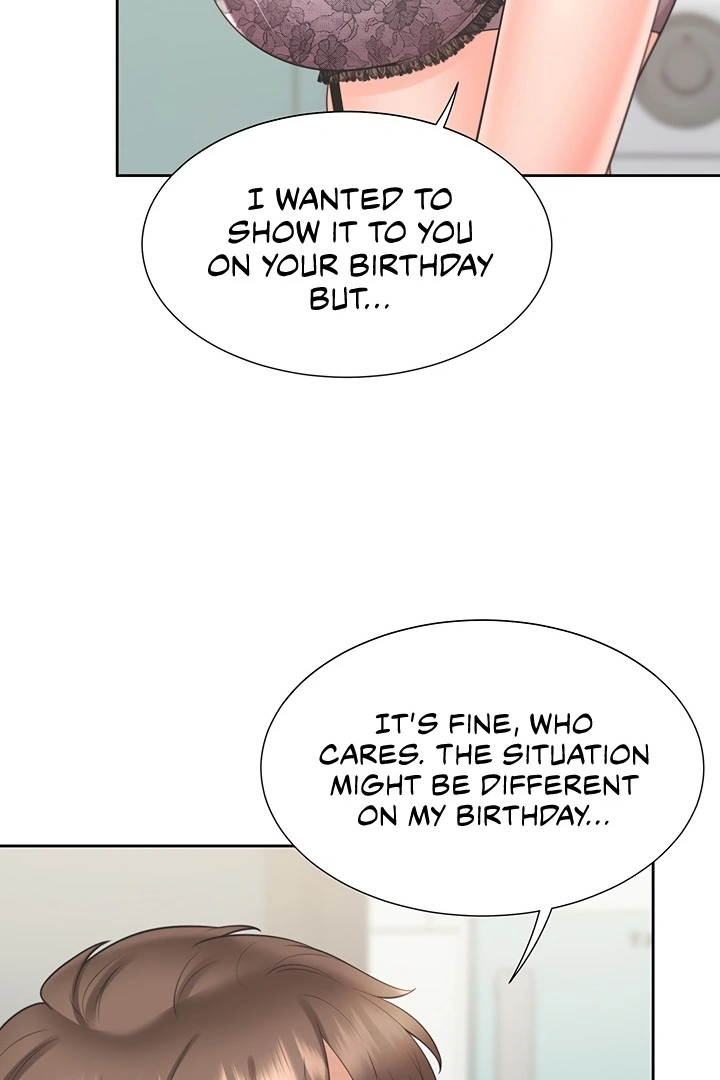 I WANTED TO
SHOW IT TO YOU
ON YOUR BIRTHDAY
BUT...
IT'S FINE, WHO
CARES. THE SITUATION
MIGHT BE DIFFERENT
ON MY BIRTHDAY...